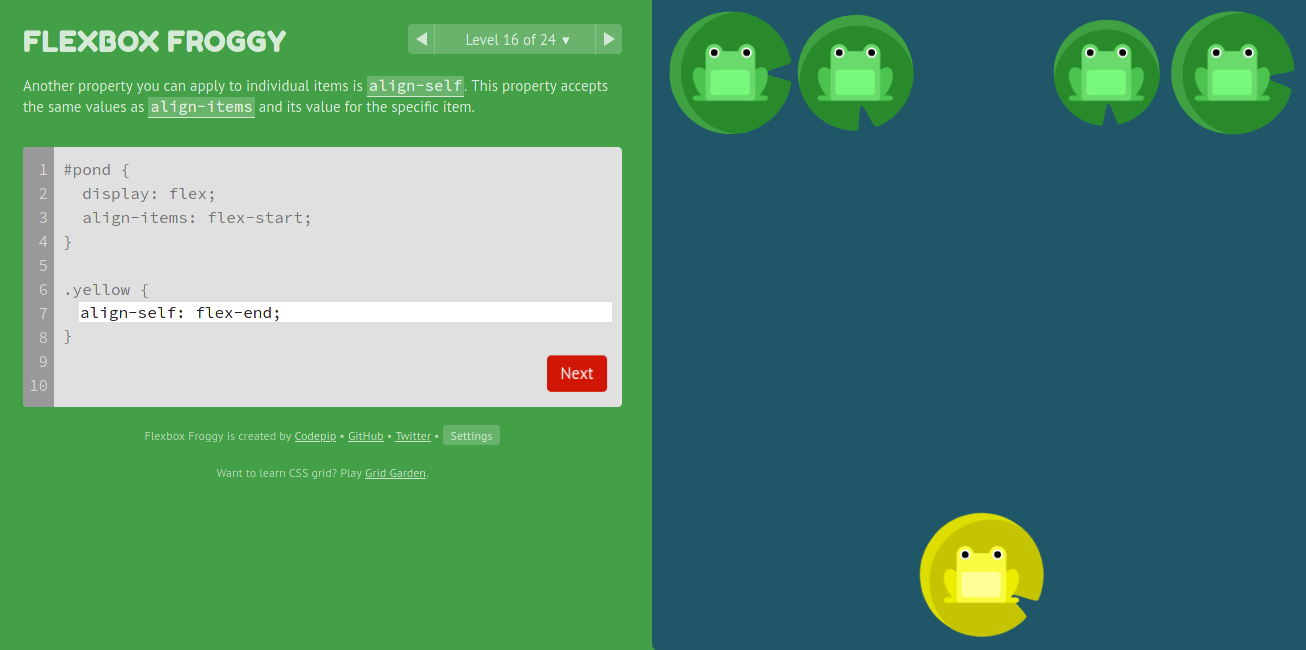 FLEXBOX FROGGY
◀ Level 16 of 24 ▾ ▶
Another property you can apply to individual items is align-self. This property accepts
the same values as align-items and its value for the specific item.
1 #pond {
2 display: flex;
3 align-items: flex-start;
4 }
5
6 .yellow {
7 align-self: flex-end;
8 }
9
10
Next
Flexbox Froggy is created by Codepip • GitHub • Twitter • Settings
Want to learn CSS grid? Play Grid Garden.